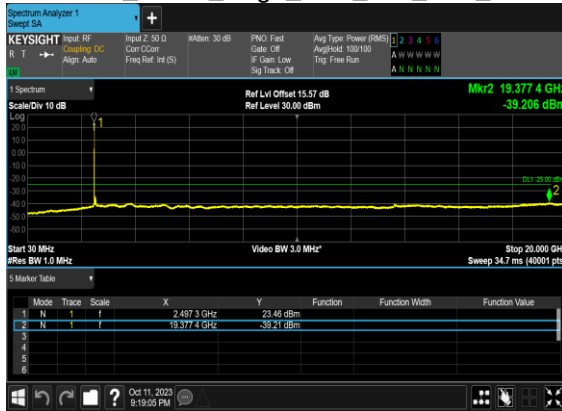 Spectrum Analyzer 1
Swept SA
+
KEYSIGHT
R T
LXI
Input: RF
Coupling: DC
Align: Auto
Input Z: 50 Ω
Corr CCorr
Freq Ref: Int (S)
#Atten: 30 dB
PNO: Fast
Gate: Off
IF Gain: Low
Sig Track: Off
Avg Type: Power (RMS)
Avg|Hold: 100/100
Trig: Free Run
1 2 3 4 5 6
A W W W W W
A N N N N N
1 Spectrum
Scale/Div 10 dB
Ref Lvl Offset 15.57 dB
Ref Level 30.00 dBm
Mkr2 19.377 4 GHz
-39.206 dBm
Log
20.0
10.0
0.00
-10.0
-20.0
-30.0
-40.0
-50.0
-60.0
1
DL1 -25.00 dBm
2
Start 30 MHz
#Res BW 1.0 MHz
Video BW 3.0 MHz*
Stop 20.000 GH
Sweep 34.7 ms (40001 pts
5 Marker Table
Mode Trace Scale X Y Function Function Width Function Value
1 N 1 f 2.497 3 GHz 23.46 dBm
2 N 1 f 19.377 4 GHz -39.21 dBm
3
4
5
6
?
Oct 11, 2023
9:19:05 PM